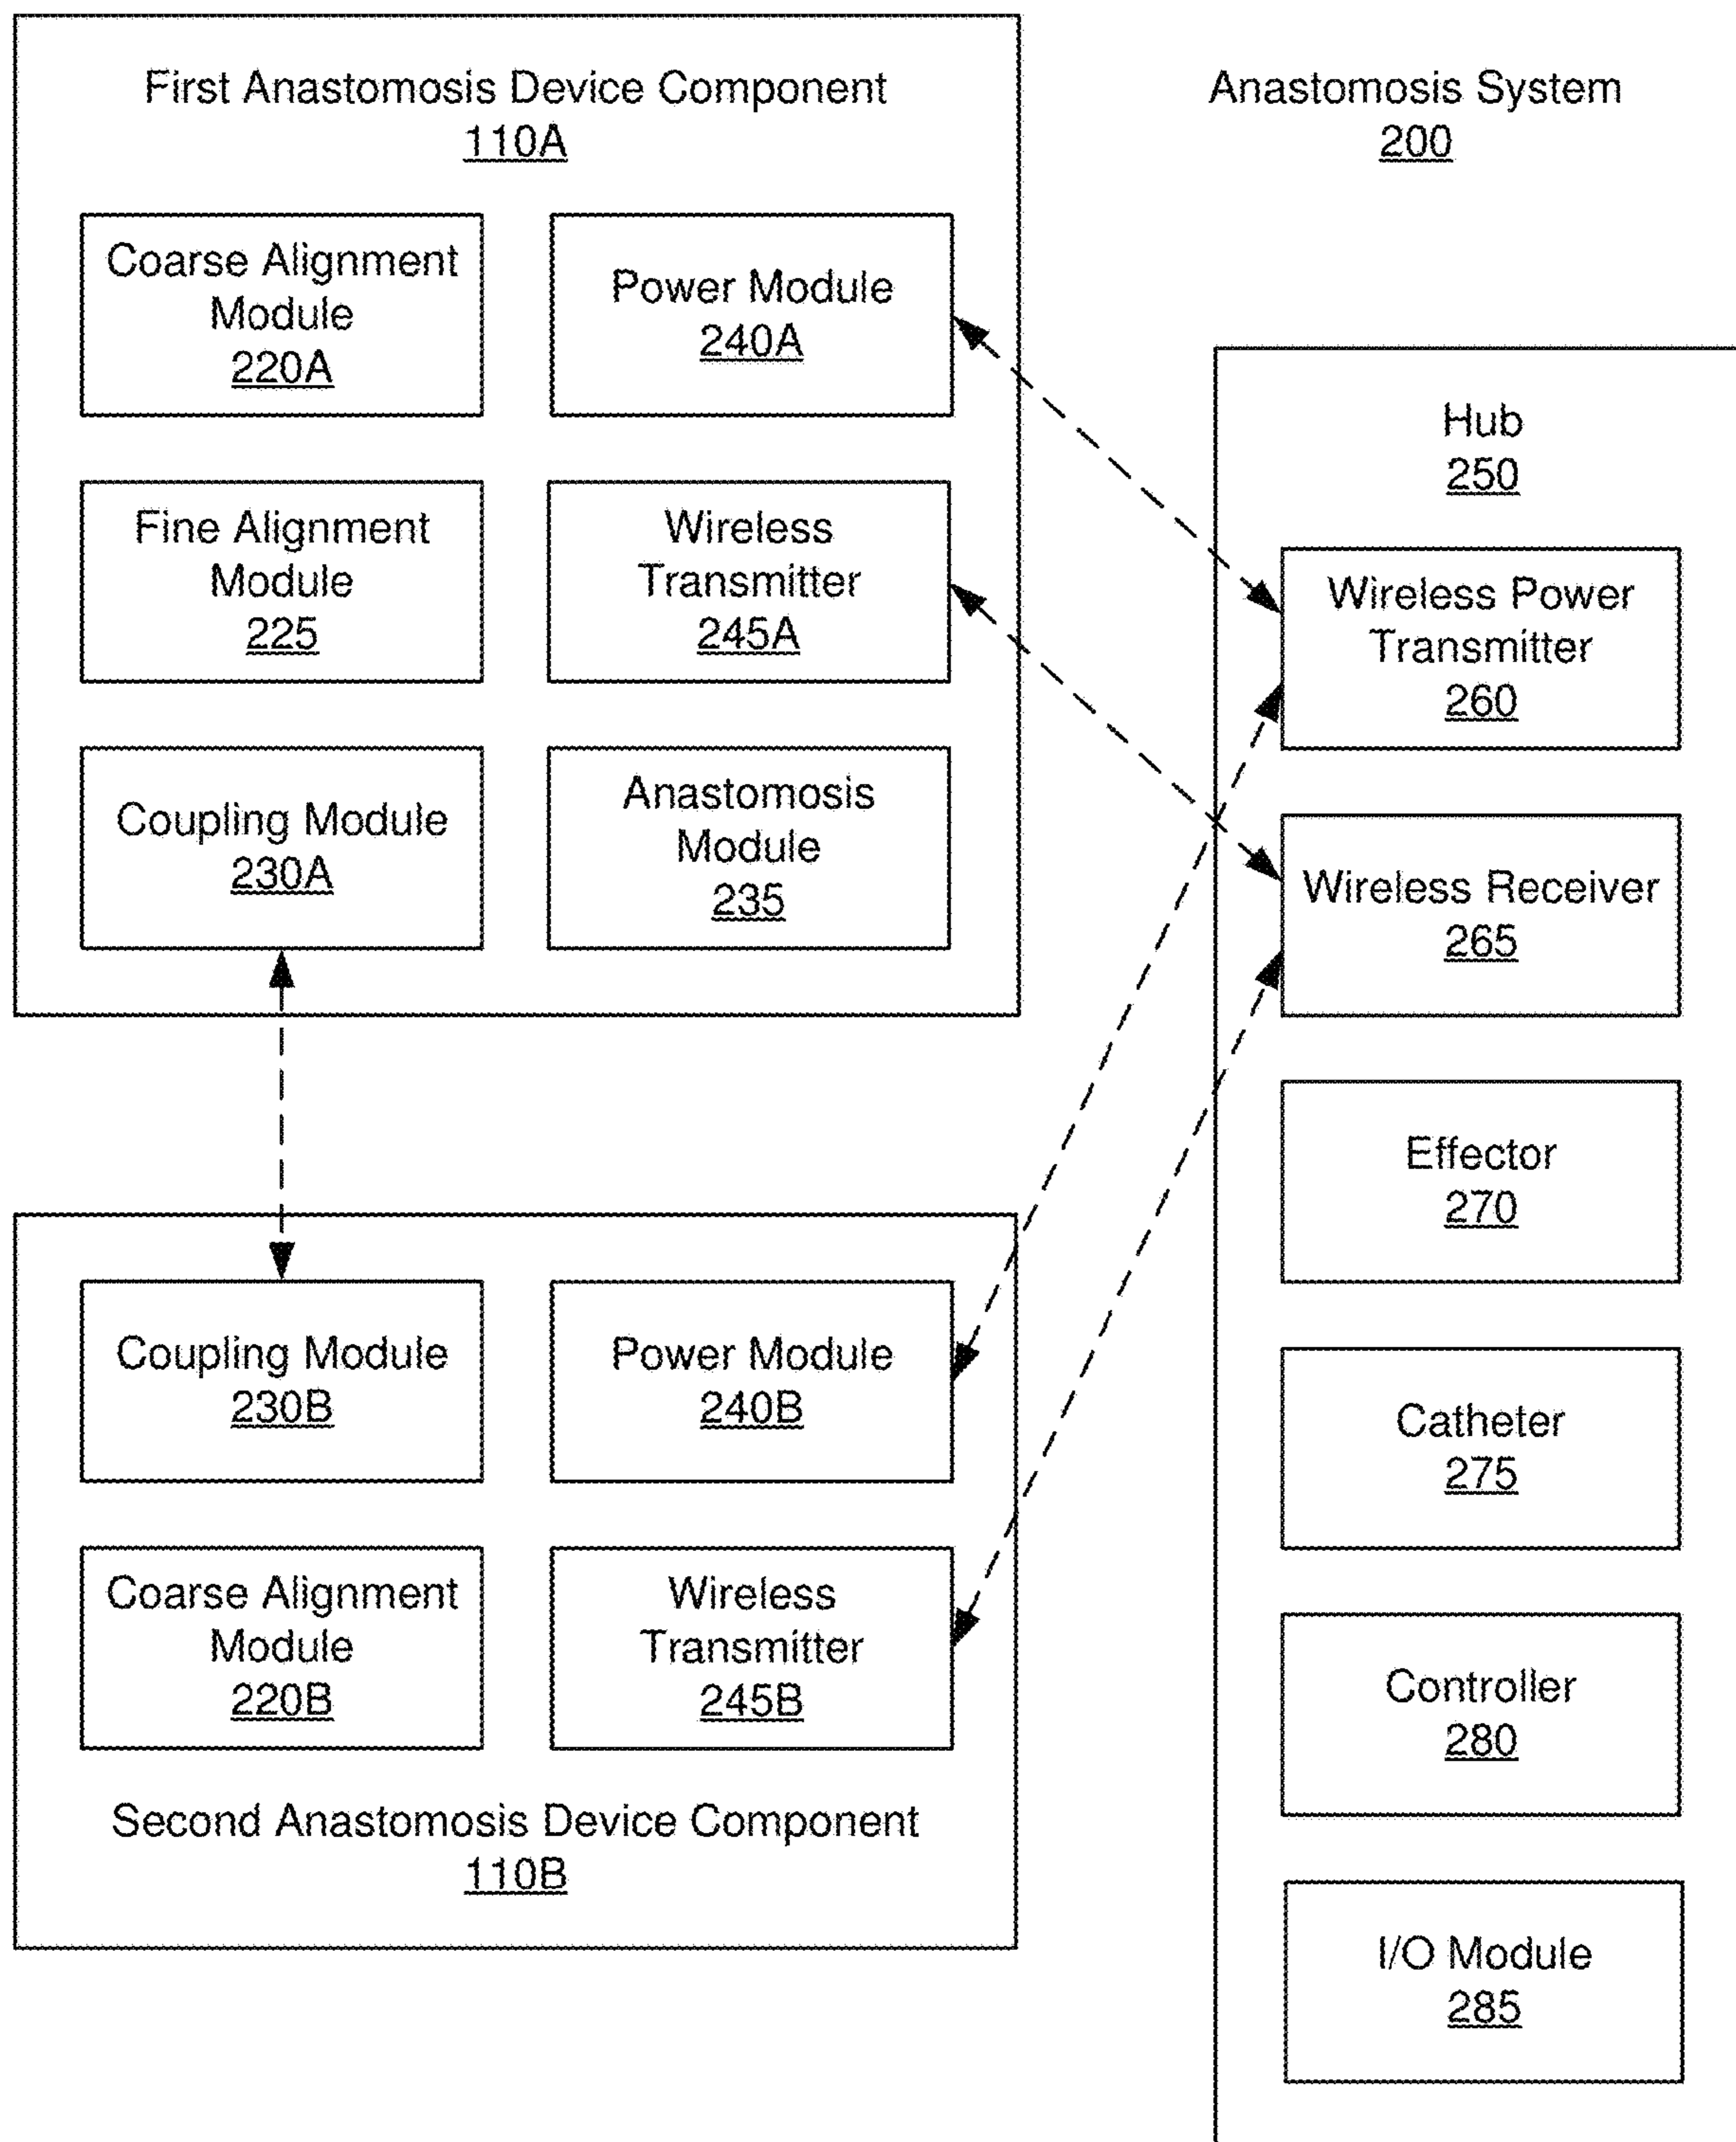 First Anastomosis Device Component
110A
Coarse Alignment
Module
220A
Power Module
240A
Fine Alignment
Module
225
Wireless
Transmitter
245A
Coupling Module
230A
Anastomosis
Module
235
Anastomosis System
200
Hub
250
Wireless Power
Transmitter
260
Wireless Receiver
265
Effector
270
Catheter
275
Controller
280
I/O Module
285
Coupling Module
230B
Power Module
240B
Coarse Alignment
Module
220B
Wireless
Transmitter
245B
Second Anastomosis Device Component
110B